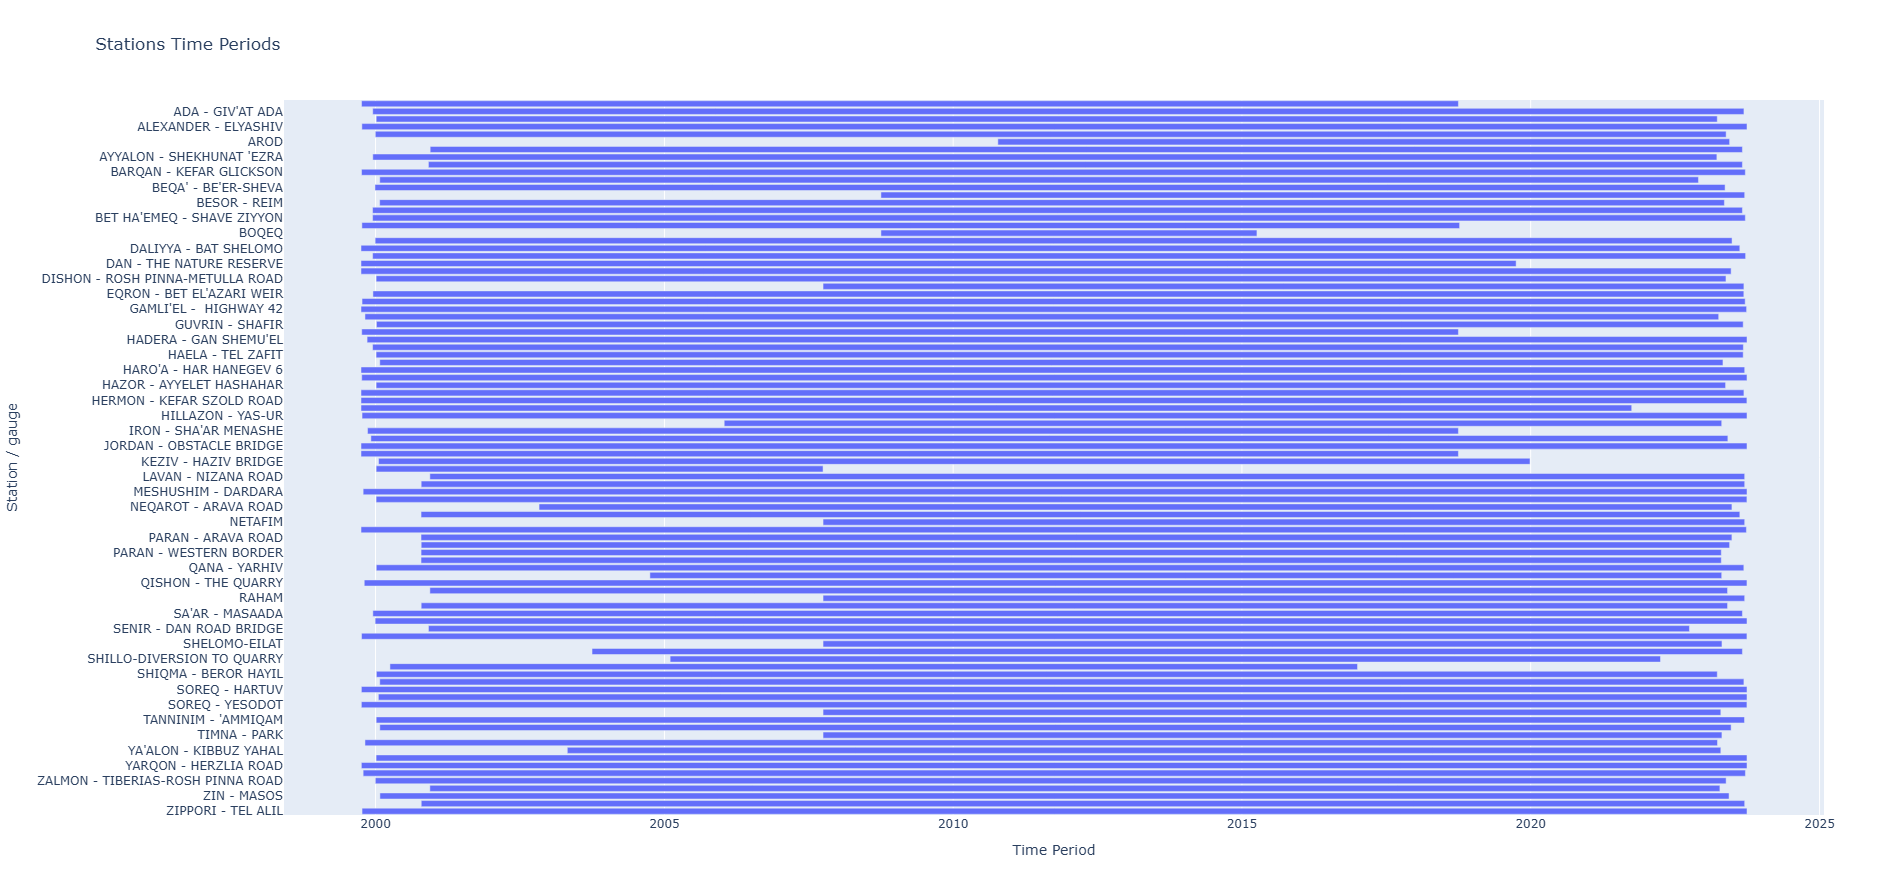 Stations Time Periods
ADA - GIV'AT ADA
ALEXANDER - ELYASHIV
AROD
AYYALON - SHEKHUNAT 'EZRA
BARQAN - KEFAR GLICKSON
BEQA' - BE'ER-SHEVA
BESOR - REIM
BET HA'EMEQ - SHAVE ZIYYON
BOQEQ
DALIYYA - BAT SHELOMO
DAN - THE NATURE RESERVE
DISHON - ROSH PINNA-METULLA ROAD
EQRON - BET EL'AZARI WEIR
GAMLI'EL -  HIGHWAY 42
GUVRIN - SHAFIR
HADERA - GAN SHEMU'EL
HAELA - TEL ZAFIT
HARO'A - HAR HANEGEV 6
HAZOR - AYYELET HASHAHAR
HERMON - KEFAR SZOLD ROAD
HILLAZON - YAS-UR
IRON - SHA'AR MENASHE
JORDAN - OBSTACLE BRIDGE
KEZIV - HAZIV BRIDGE
LAVAN - NIZANA ROAD
MESHUSHIM - DARDARA
NEQAROT - ARAVA ROAD
NETAFIM
PARAN - ARAVA ROAD
PARAN - WESTERN BORDER
QANA - YARHIV
QISHON - THE QUARRY
RAHAM
SA'AR - MASAADA
SENIR - DAN ROAD BRIDGE
SHELOMO-EILAT
SHILLO-DIVERSION TO QUARRY
SHIQMA - BEROR HAYIL
SOREQ - HARTUV
SOREQ - YESODOT
TANNINIM - 'AMMIQAM
TIMNA - PARK
YA'ALON - KIBBUZ YAHAL
YARQON - HERZLIA ROAD
ZALMON - TIBERIAS-ROSH PINNA ROAD
ZIN - MASOS
ZIPPORI - TEL ALIL
Station / gauge
2000 2005 2010 2015 2020 2025
Time Period